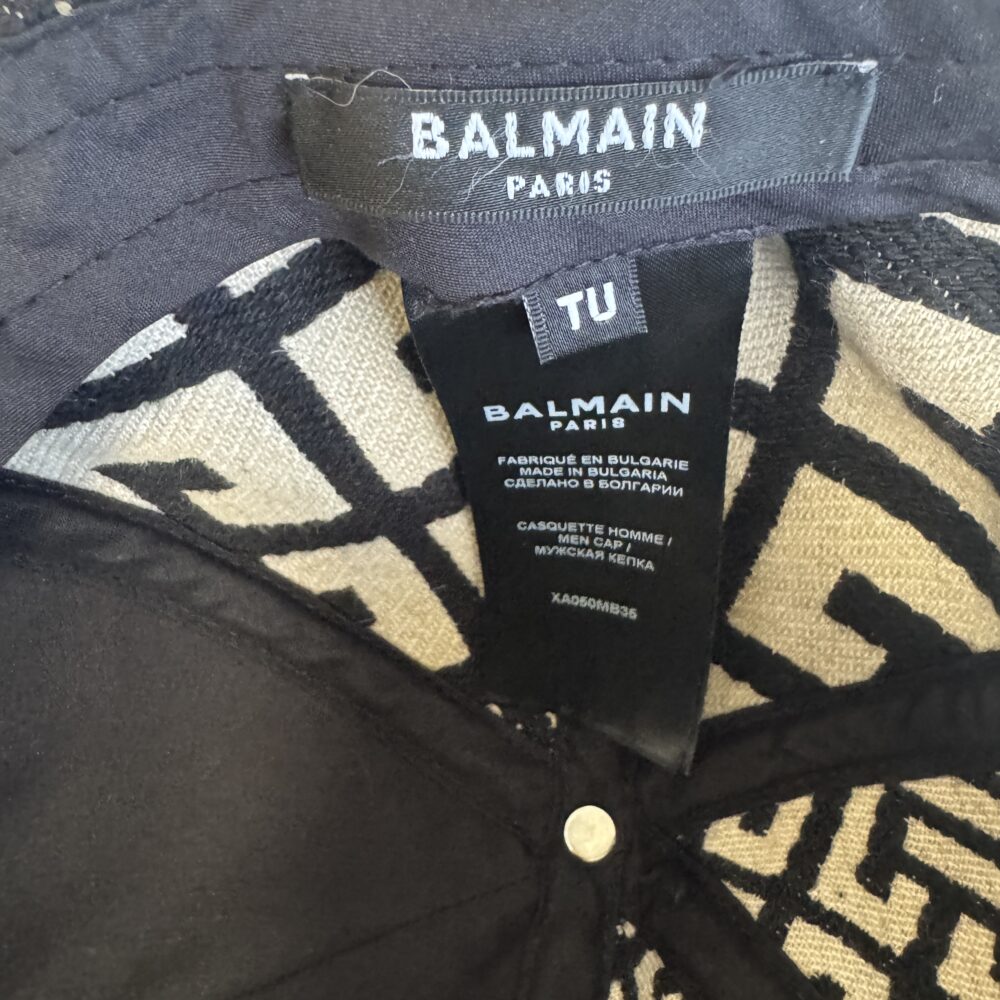 BALMAIN
PARIS
TU
BALMAIN
PARIS
FABRIQUÉ EN BULGARIE
MADE IN BULGARIA
СДЕЛАНО В БОЛГАРИИ
CASQUETTE HOMME /
MEN CAP /
МУЖСКАЯ КЕПКА
XA050MB35